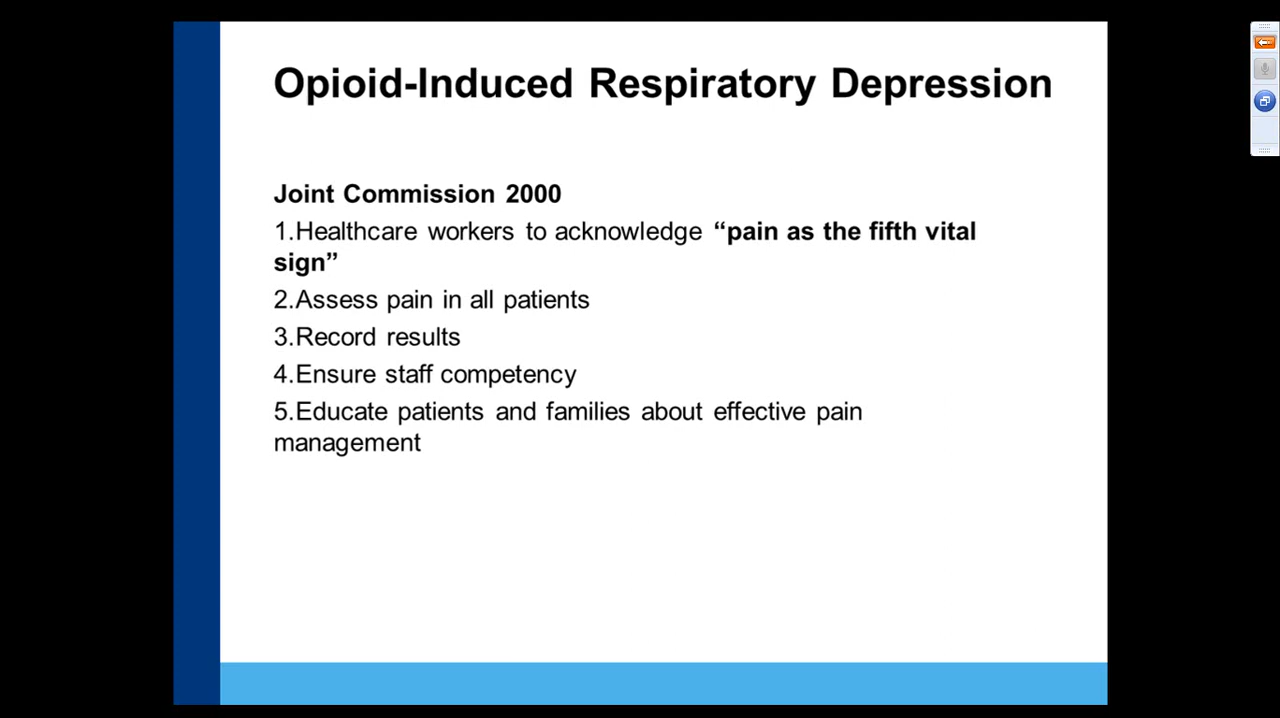 Opioid-Induced Respiratory Depression
Joint Commission 2000
1.Healthcare workers to acknowledge “pain as the fifth vital
sign”
2.Assess pain in all patients
3.Record results
4.Ensure staff competency
5.Educate patients and families about effective pain
management